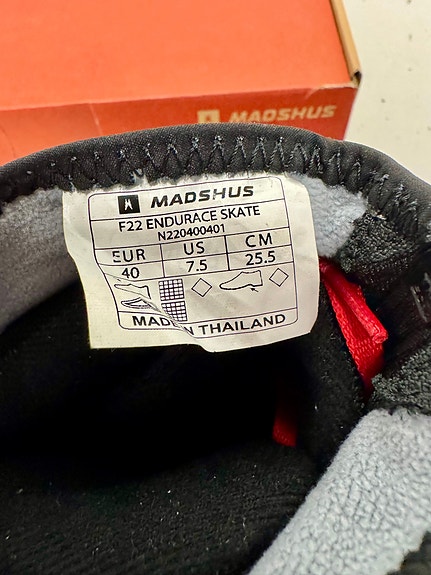 MADSHUS
MADSHUS
F22 ENDURACE SKATE
N220400401
EUR US CM
40 7.5 25.5
MADE IN THAILAND